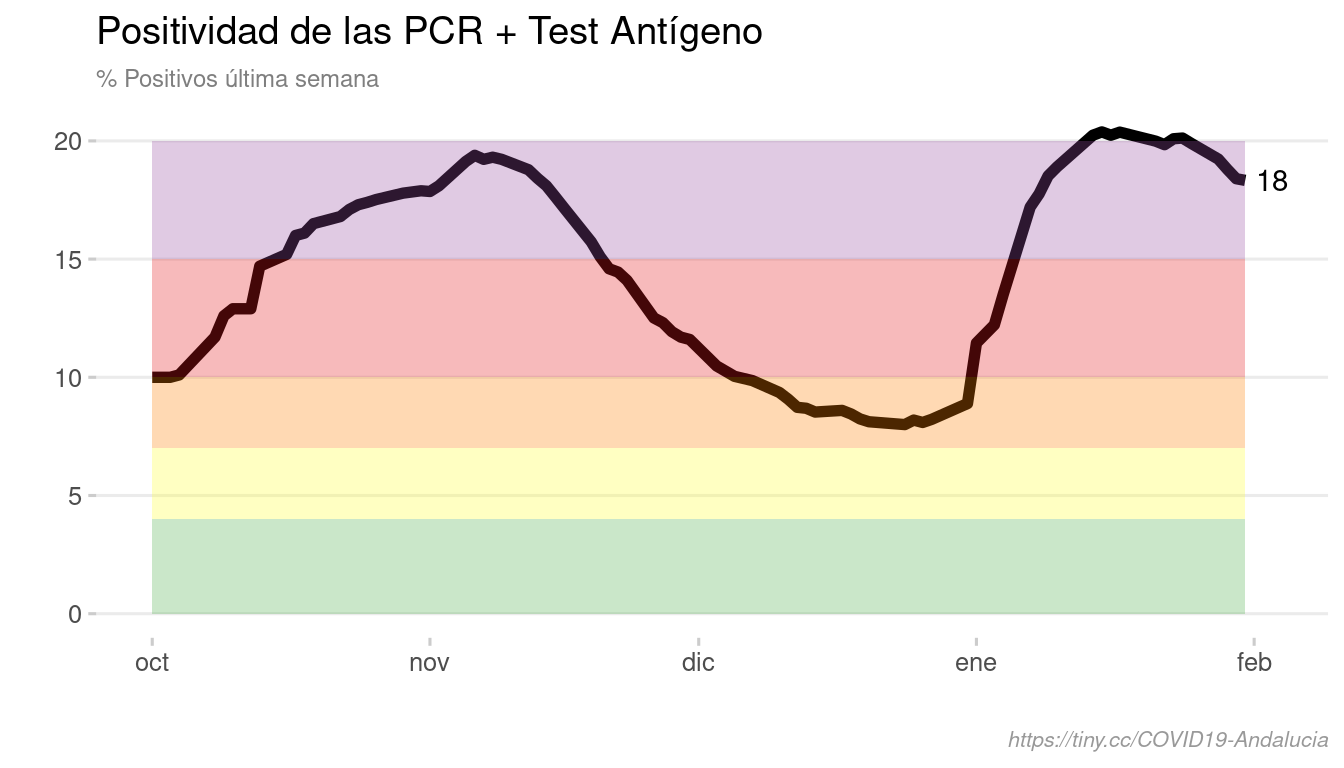 Positividad de las PCR + Test Antígeno
% Positivos última semana
20
18
15
10
5
0
oct nov dic ene feb
https://tiny.cc/COVID19-Andalucia